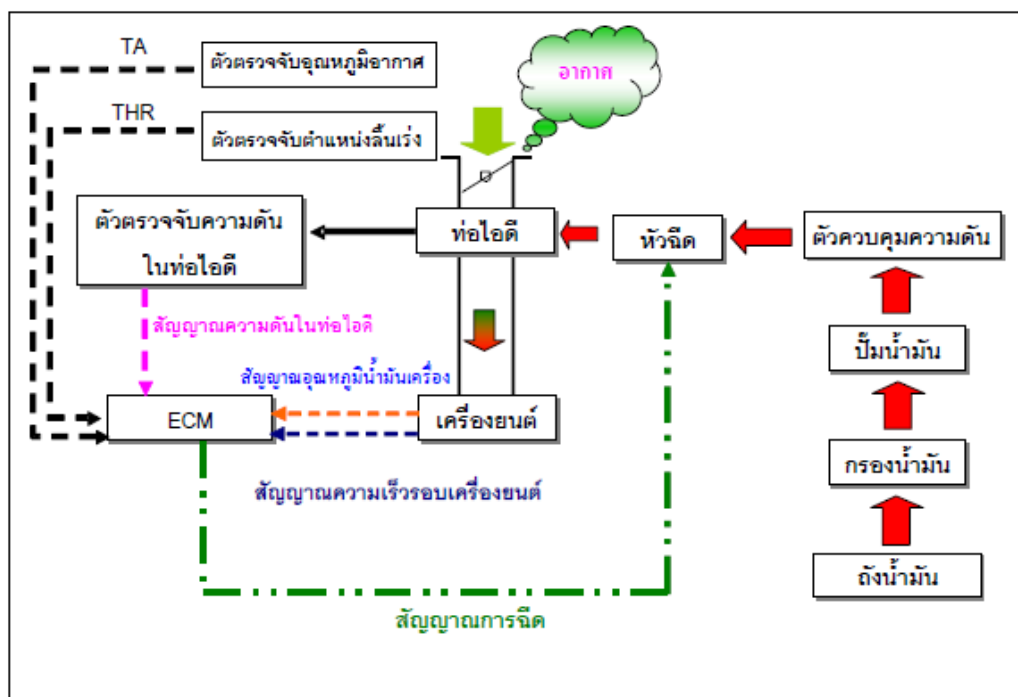 TA
ตัวตรวจจับอุณหภูมิอากาศ
อากาศ
THR
ตัวตรวจจับตำแหน่งลิ้นเร่ง
ตัวตรวจจับความดัน
ในท่อไอดี
ท่อไอดี
หัวฉีด
ตัวควบคุมความดัน
สัญญาณความดันในท่อไอดี
ปั๊มน้ำมัน
สัญญาณอุณหภูมิน้ำมันเครื่อง
ECM
เครื่องยนต์
กรองน้ำมัน
สัญญาณความเร็วรอบเครื่องยนต์
ถังน้ำมัน
สัญญาณการฉีด